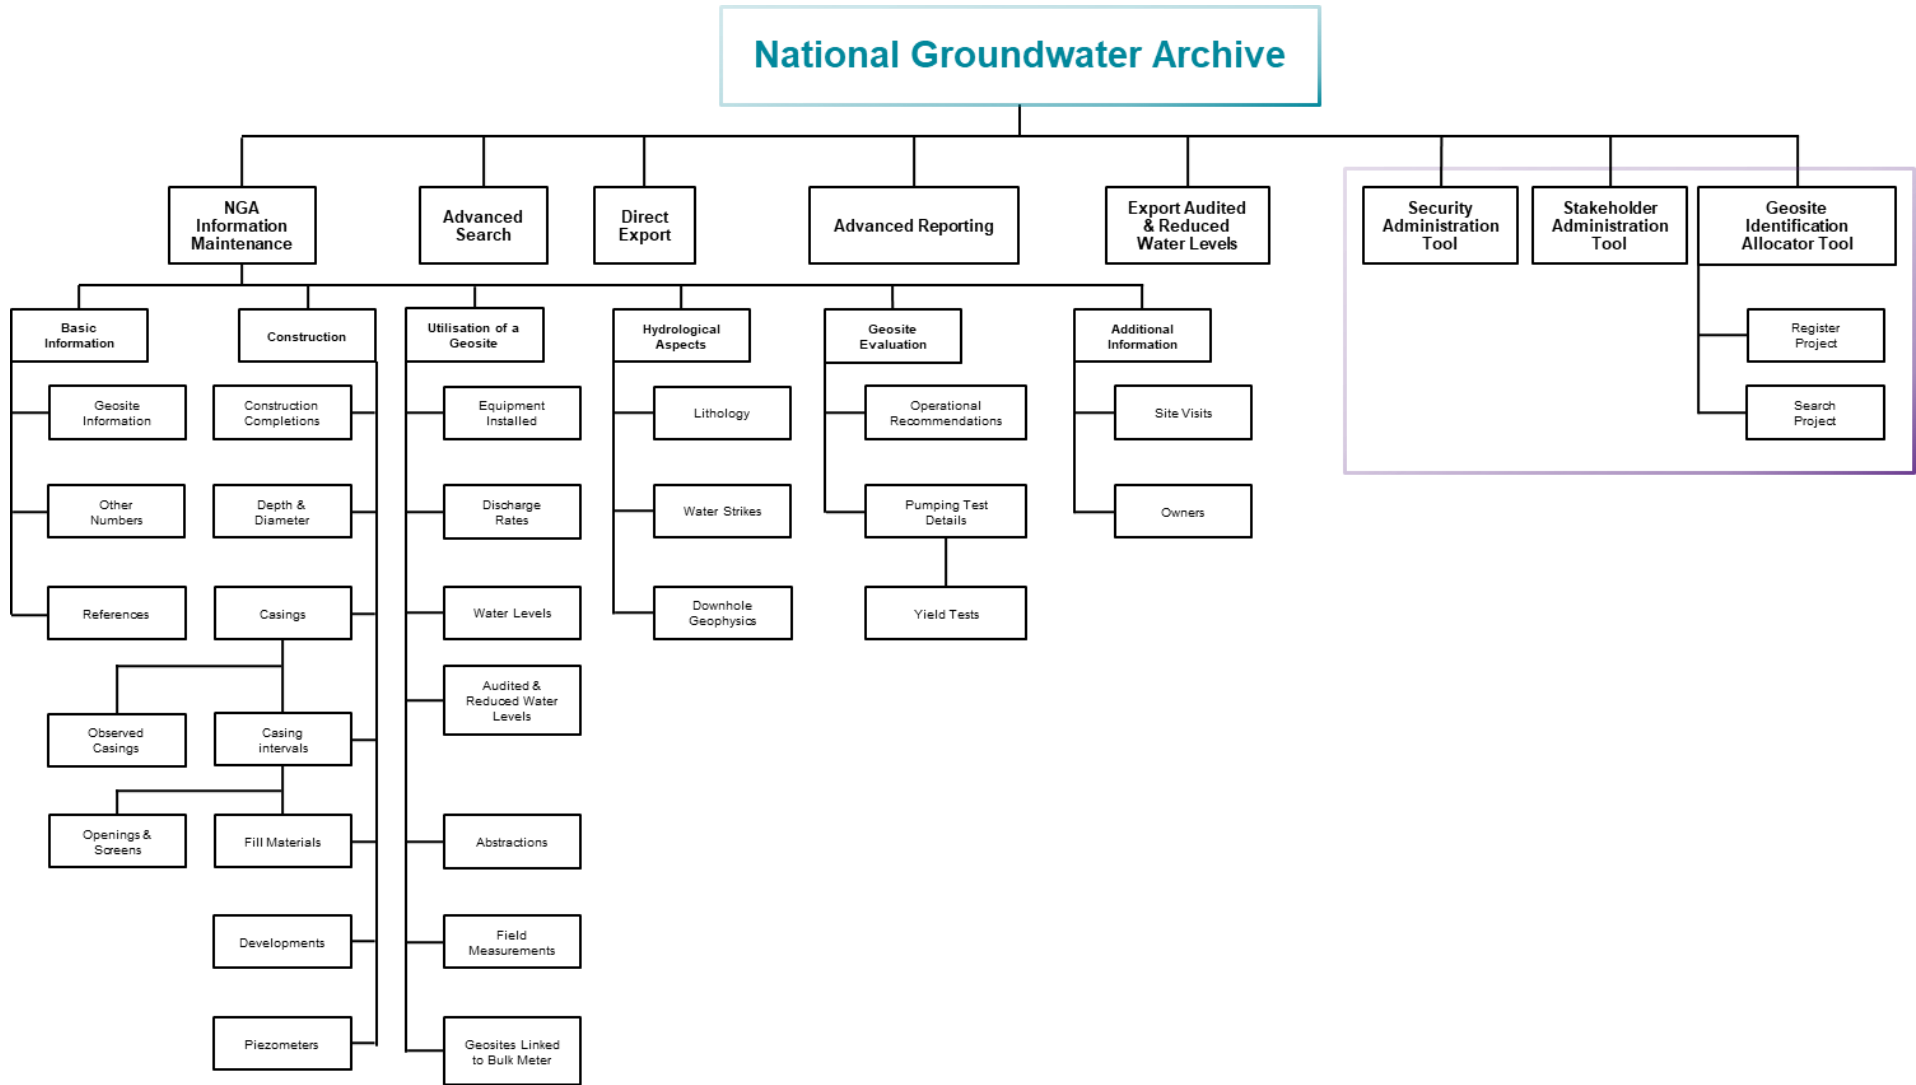 National Groundwater Archive
NGA
Information
Maintenance
Advanced
Search
Direct
Export
Advanced Reporting
Export Audited
& Reduced
Water Levels
Security
Administration
Tool
Stakeholder
Administration
Tool
Geosite
Identification
Allocator Tool
Register
Project
Search
Project
Basic
Information
Geosite
Information
Other
Numbers
References
Construction
Construction
Completions
Depth &
Diameter
Casings
Observed
Casings
Casing
intervals
Openings &
Screens
Fill Materials
Developments
Piezometers
Utilisation of a
Geosite
Equipment
Installed
Discharge
Rates
Water Levels
Audited &
Reduced Water
Levels
Abstractions
Field
Measurements
Geosites Linked
to Bulk Meter
Hydrological
Aspects
Lithology
Water Strikes
Downhole
Geophysics
Geosite
Evaluation
Operational
Recommendations
Pumping Test
Details
Yield Tests
Additional
Information
Site Visits
Owners